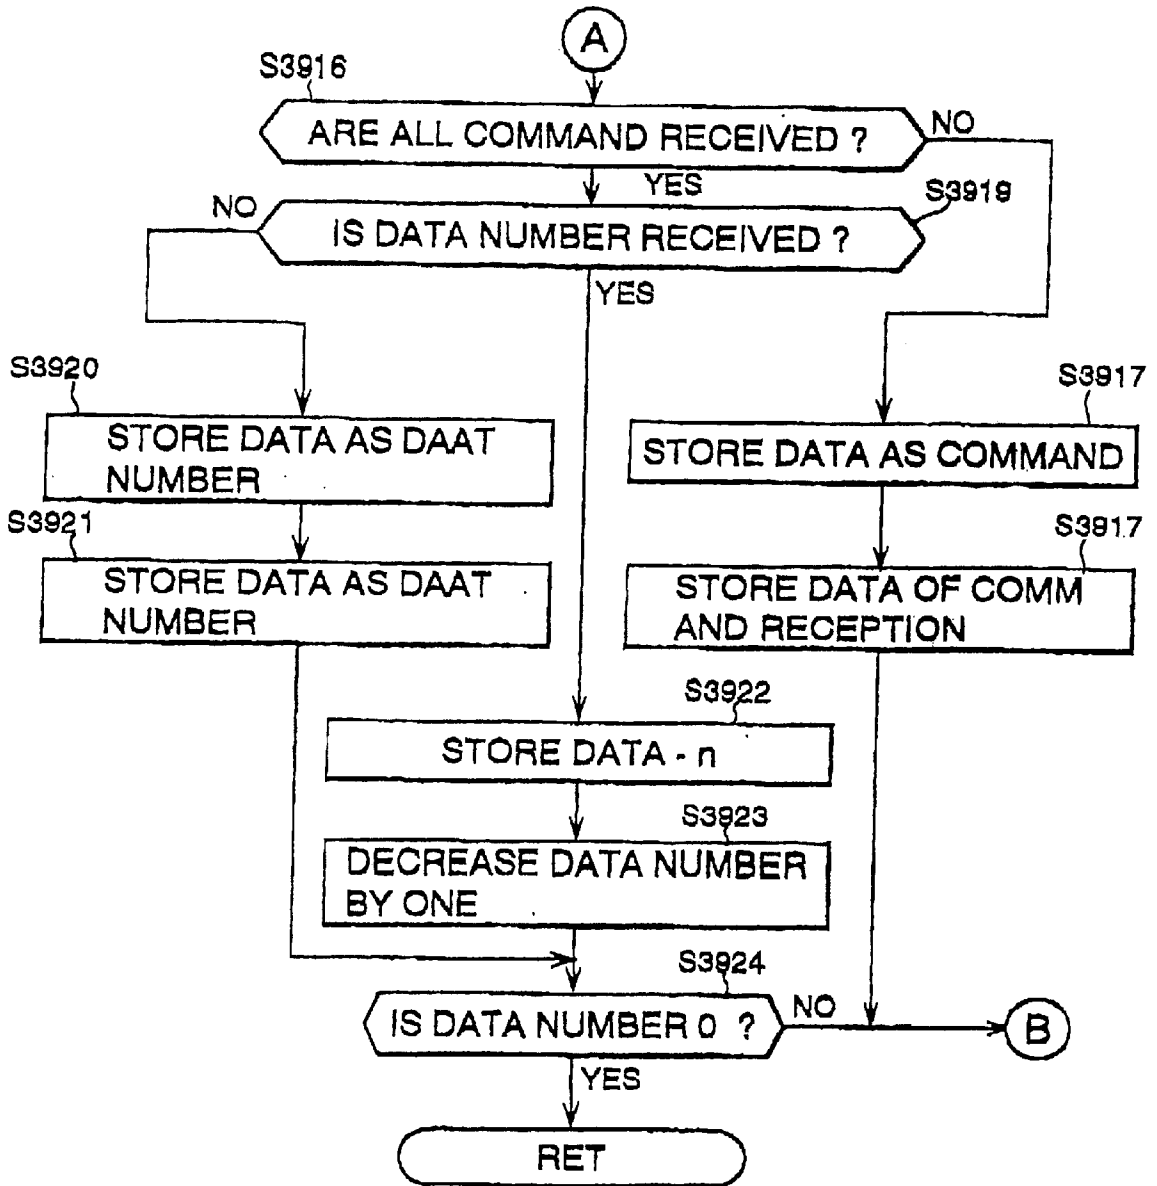 A
S3916
ARE ALL COMMAND RECEIVED ?
NO
YES
S3919
NO
IS DATA NUMBER RECEIVED ?
YES
S3920
STORE DATA AS DAAT
NUMBER
S3917
STORE DATA AS COMMAND
S3921
STORE DATA AS DAAT
NUMBER
S3917
STORE DATA OF COMM
AND RECEPTION
S3922
STORE DATA - n
S3923
DECREASE DATA NUMBER
BY ONE
S3924
IS DATA NUMBER 0 ?
NO
B
YES
RET